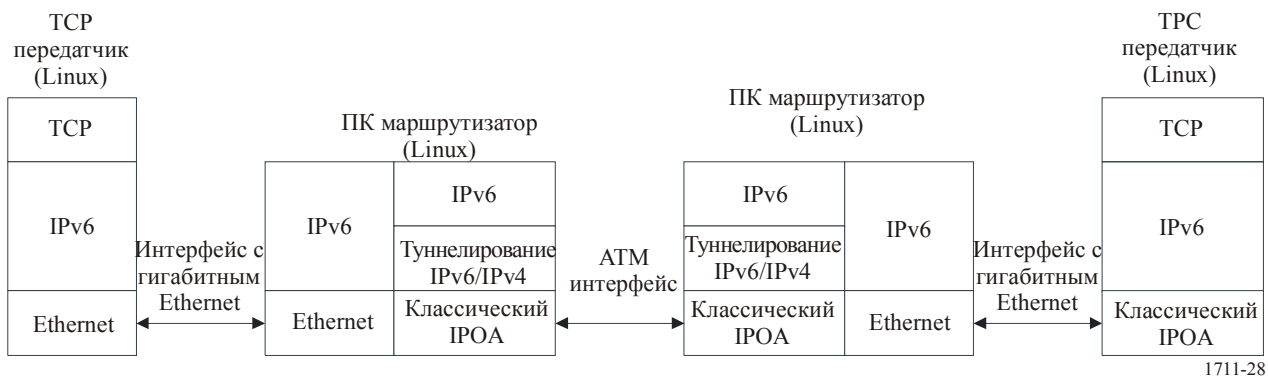 TCP
передатчик
(Linux)
TCP
IPv6
Ethernet
Интерфейс с
гигабитным
Ethernet
ПК маршрутизатор
(Linux)
IPv6
Ethernet
IPv6
Туннелирование
IPv6/IPv4
Классический
IPOA
ATM
интерфейс
ПК маршрутизатор
(Linux)
IPv6
Туннелирование
IPv6/IPv4
Классический
IPOA
IPv6
Ethernet
Интерфейс с
гигабитным
Ethernet
TPC
передатчик
(Linux)
TCP
IPv6
Классический
IPOA
1711-28